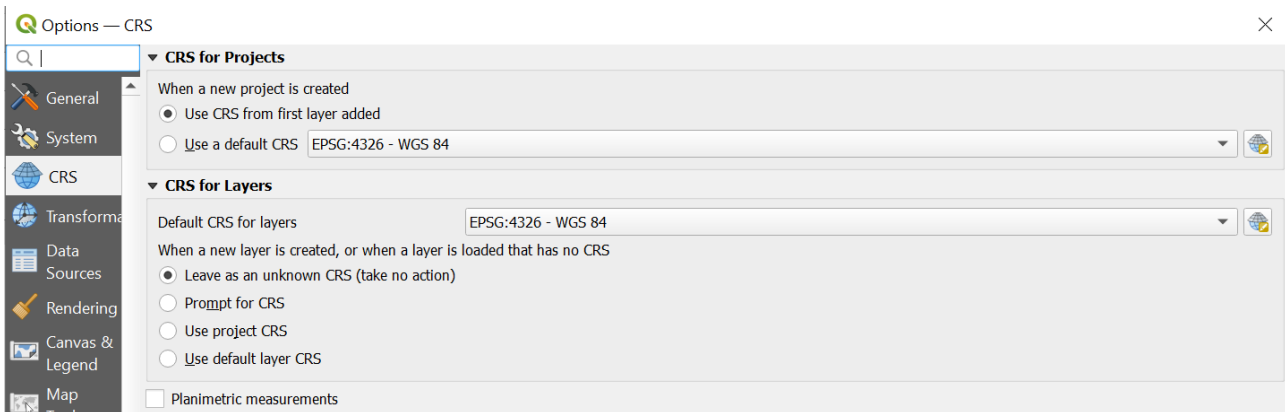 Options — CRS
CRS for Projects
General
When a new project is created
Use CRS from first layer added
System
Use a default CRS EPSG:4326 - WGS 84
CRS
CRS for Layers
Transforma
Default CRS for layers EPSG:4326 - WGS 84
Data
Sources
When a new layer is created, or when a layer is loaded that has no CRS
Leave as an unknown CRS (take no action)
Rendering
Prompt for CRS
Use project CRS
Canvas &
Legend
Use default layer CRS
Map
Planimetric measurements